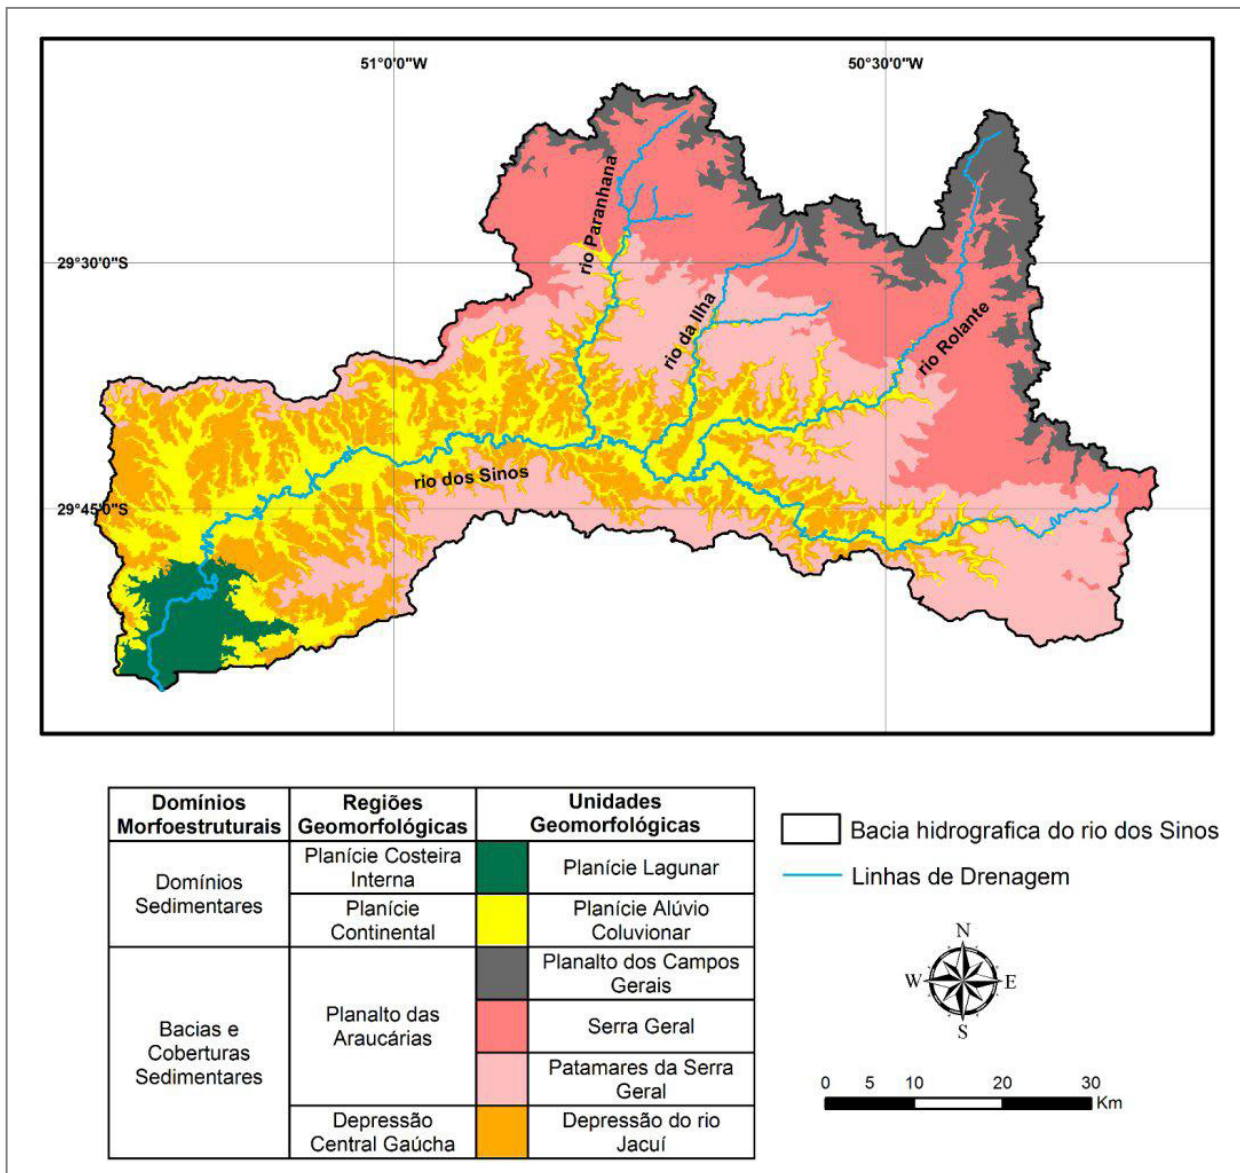 51°0'0"W
50°30'0"W
29°30'0"S
29°45'0"S
rio Paranhana
rio da Ilha
rio Rolante
rio dos Sinos
Domínios
Morfoestruturais
Regiões
Geomorfológicas
Unidades
Geomorfológicas
Domínios
Sedimentares
Planície Costeira
Interna
Planície Lagunar
Planície
Continental
Planície Alúvio
Coluvionar
Bacias e
Coberturas
Sedimentares
Planalto das
Araucárias
Planalto dos Campos
Gerais
Serra Geral
Patamares da Serra
Geral
Depressão
Central Gaúcha
Depressão do rio
Jacuí
Bacia hidrografica do rio dos Sinos
Linhas de Drenagem
N
W
E
S
0 5 10 20 30
Km